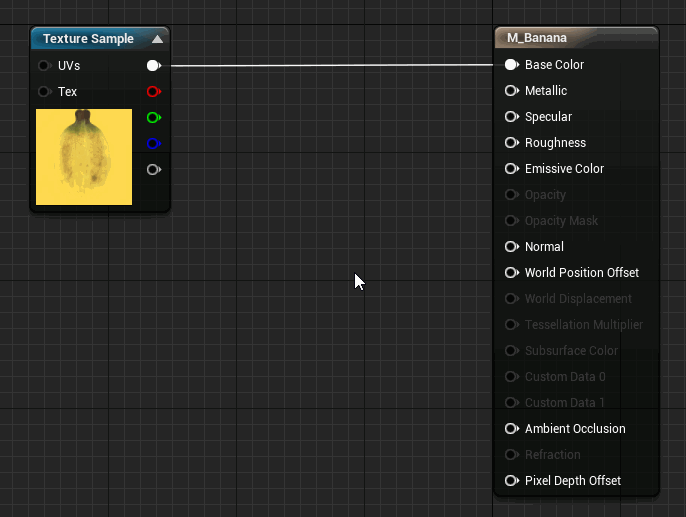 Texture Sample
UVs
Tex
M_Banana
Base Color
Metallic
Specular
Roughness
Emissive Color
Opacity
Opacity Mask
Normal
World Position Offset
World Displacement
Tessellation Multiplier
Subsurface Color
Custom Data 0
Custom Data 1
Ambient Occlusion
Refraction
Pixel Depth Offset